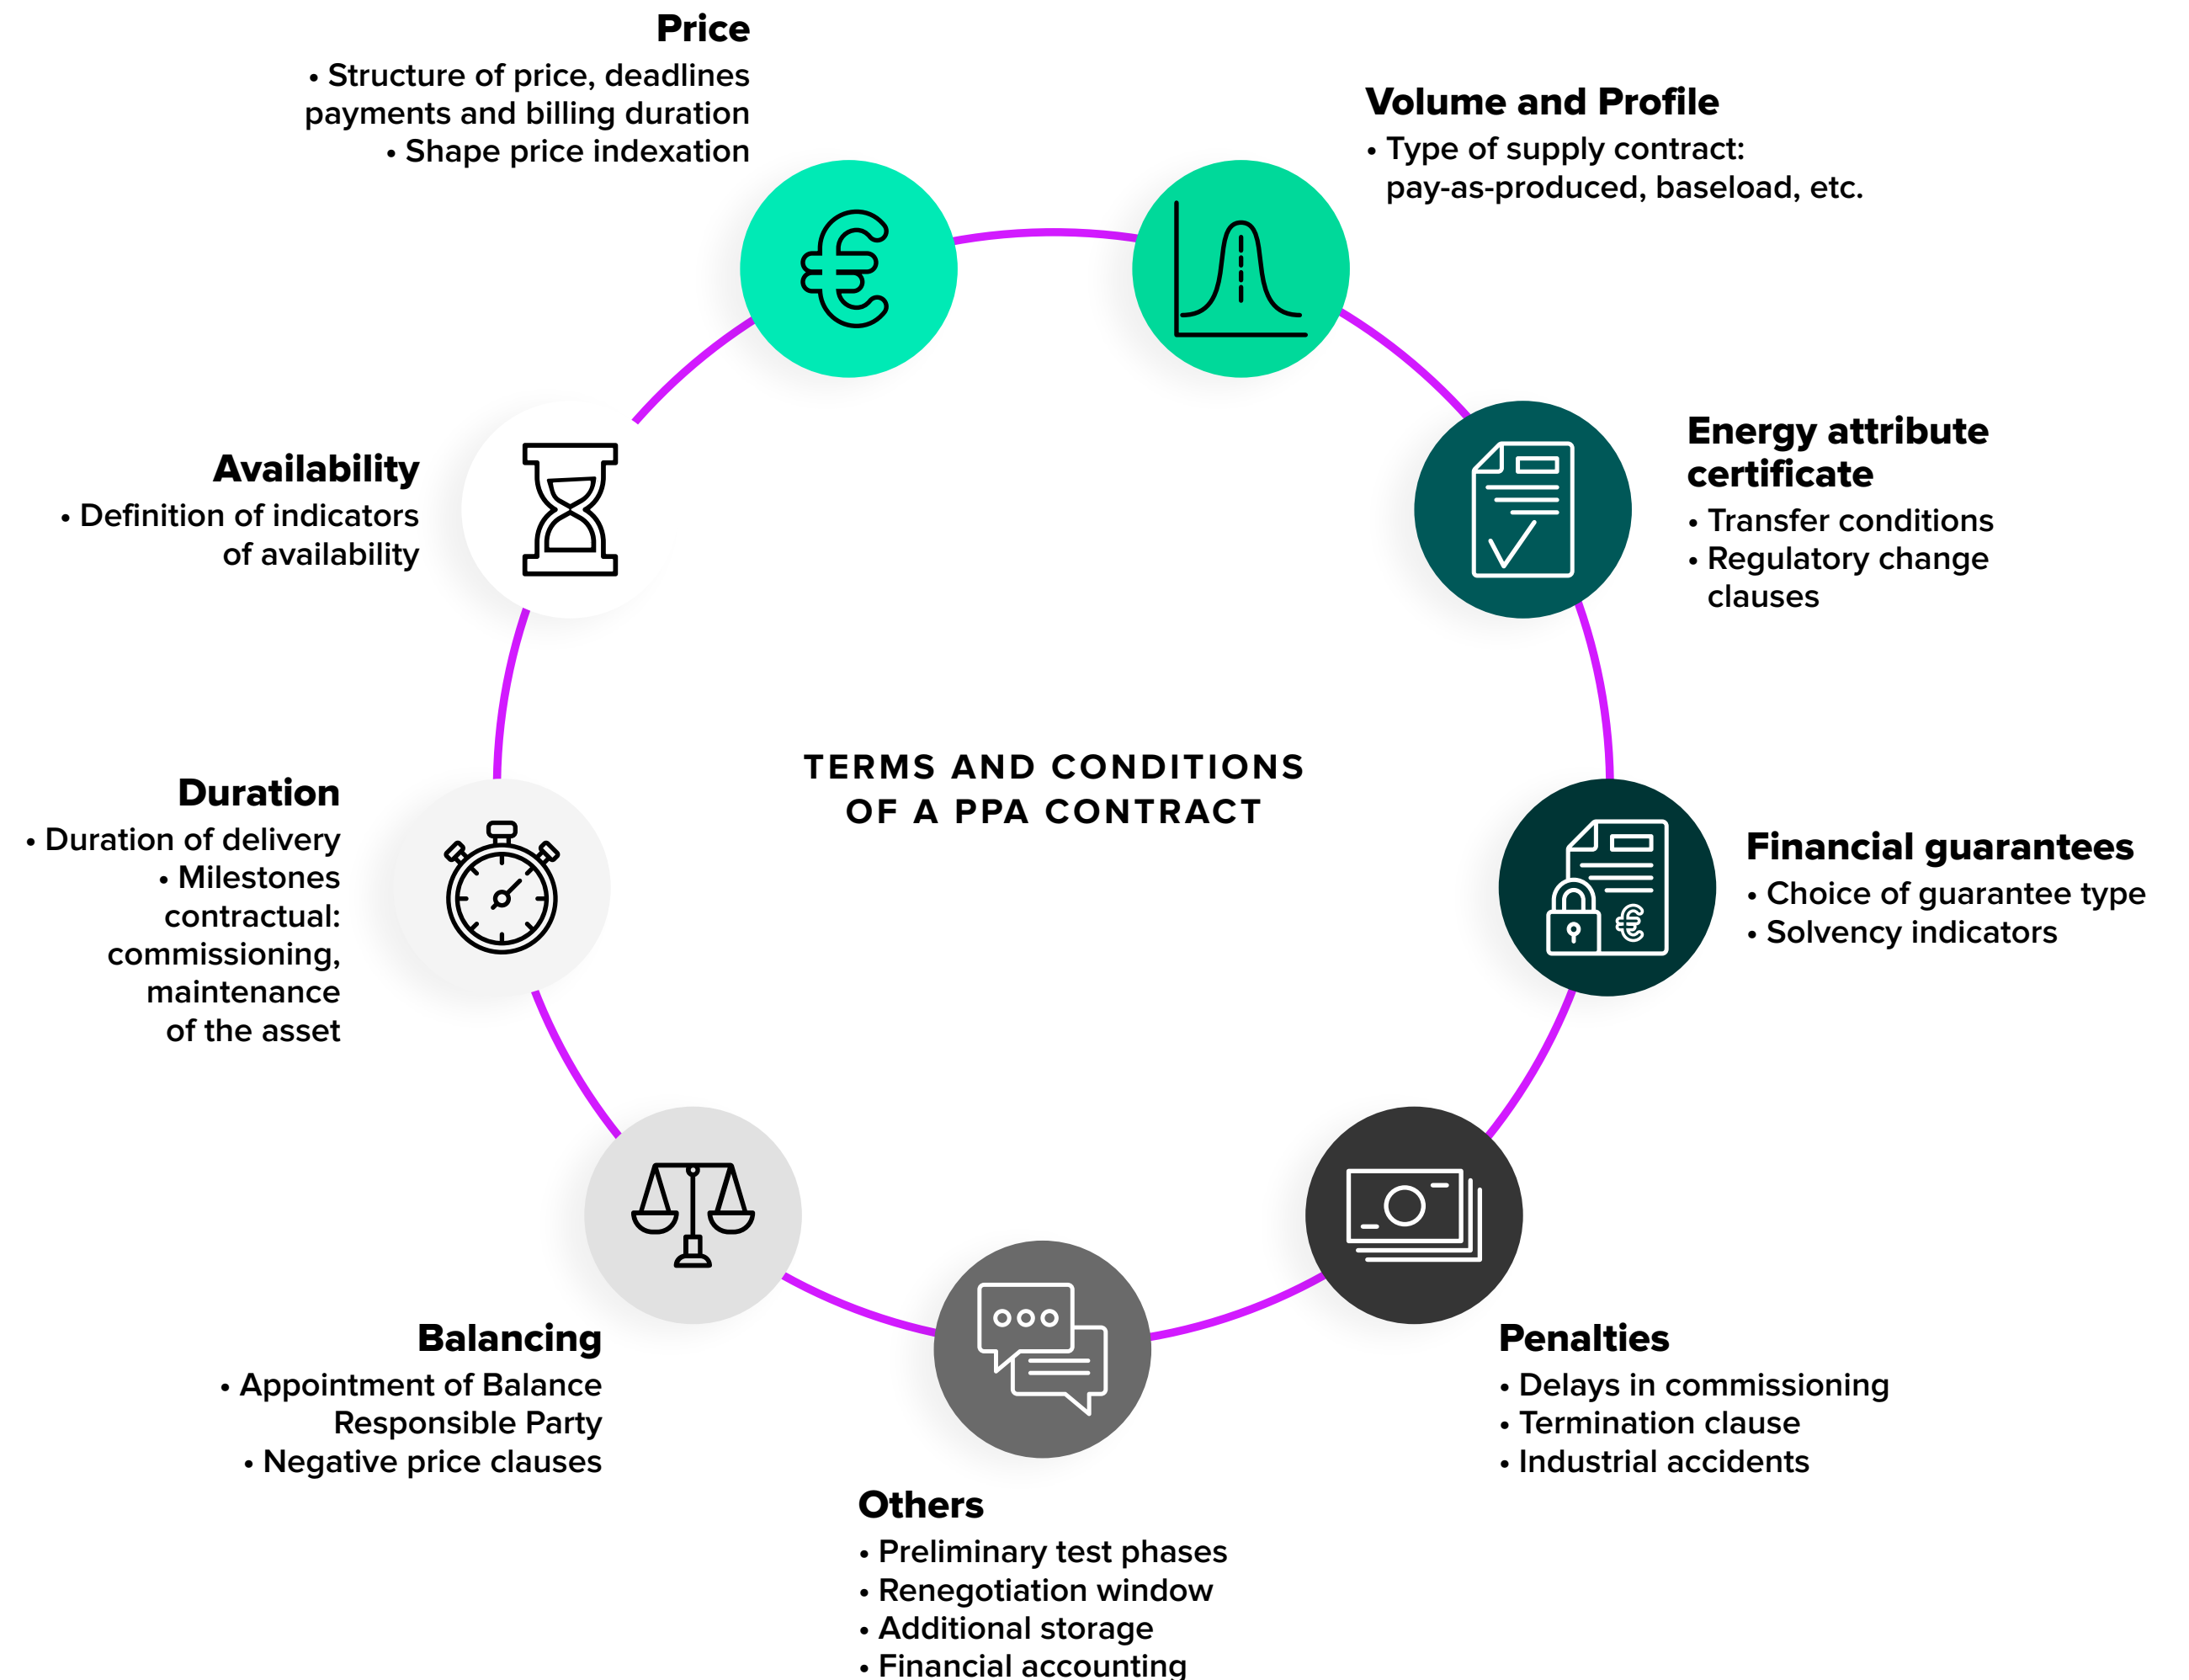 Price
• Structure of price, deadlines
payments and billing duration
• Shape price indexation
Volume and Profile
• Type of supply contract:
pay-as-produced, baseload, etc.
Energy attribute
certificate
• Transfer conditions
• Regulatory change
clauses
Financial guarantees
• Choice of guarantee type
• Solvency indicators
Penalties
• Delays in commissioning
• Termination clause
• Industrial accidents
Others
• Preliminary test phases
• Renegotiation window
• Additional storage
• Financial accounting
Balancing
• Appointment of Balance
Responsible Party
• Negative price clauses
Duration
• Duration of delivery
• Milestones
contractual:
commissioning,
maintenance
of the asset
Availability
• Definition of indicators
of availability
TERMS AND CONDITIONS
OF A PPA CONTRACT